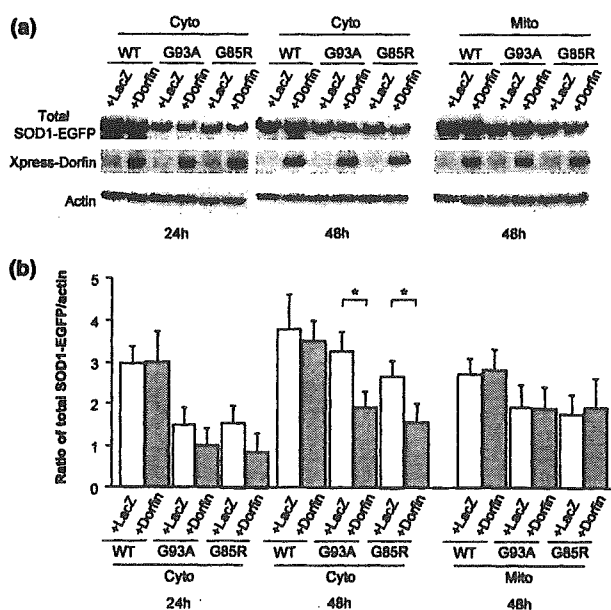 (a)
Cyto Cyto Mito
WT G93A G85R WT G93A G85R WT G93A G85R
+LacZ +Dorfin +LacZ +Dorfin +LacZ +Dorfin +LacZ +Dorfin +LacZ +Dorfin +LacZ +Dorfin +LacZ +Dorfin +LacZ +Dorfin +LacZ +Dorfin
Total
SOD1-EGFP
Xpress-Dorfin
Actin
24h 48h 48h
(b)
Ratio of total SOD1-EGFP/actin
5
4
3
2
1
0
* *
+LacZ +Dorfin +LacZ +Dorfin +LacZ +Dorfin +LacZ +Dorfin +LacZ +Dorfin +LacZ +Dorfin +LacZ +Dorfin +LacZ +Dorfin +LacZ +Dorfin
WT G93A G85R WT G93A G85R WT G93A G85R
Cyto Cyto Mito
24h 48h 48h